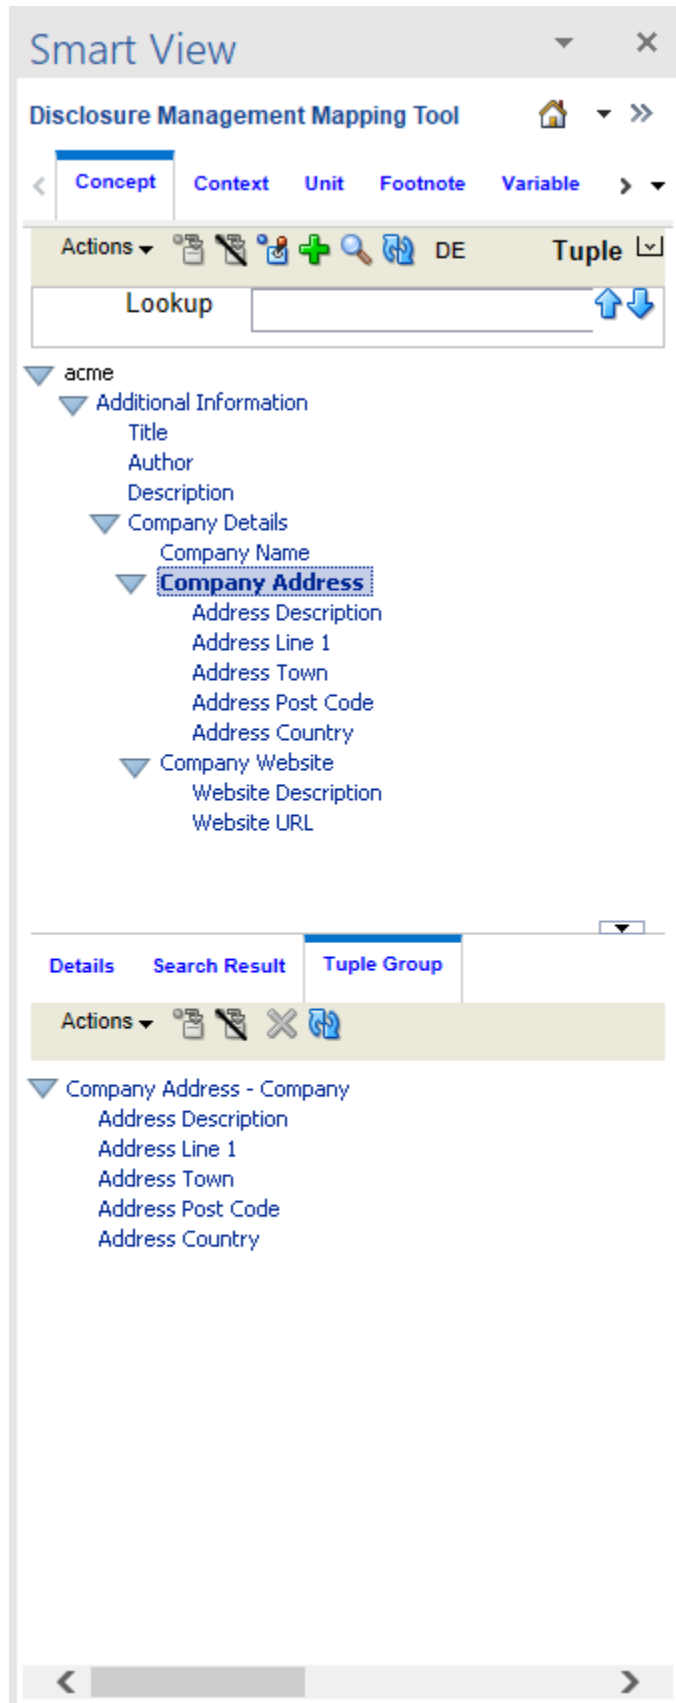 Smart View
Disclosure Management Mapping Tool
Concept Context Unit Footnote Variable
Actions DE Tuple
Lookup
acme
Additional Information
Title
Author
Description
Company Details
Company Name
Company Address
Address Description
Address Line 1
Address Town
Address Post Code
Address Country
Company Website
Website Description
Website URL
Details Search Result Tuple Group
Actions
Company Address - Company
Address Description
Address Line 1
Address Town
Address Post Code
Address Country